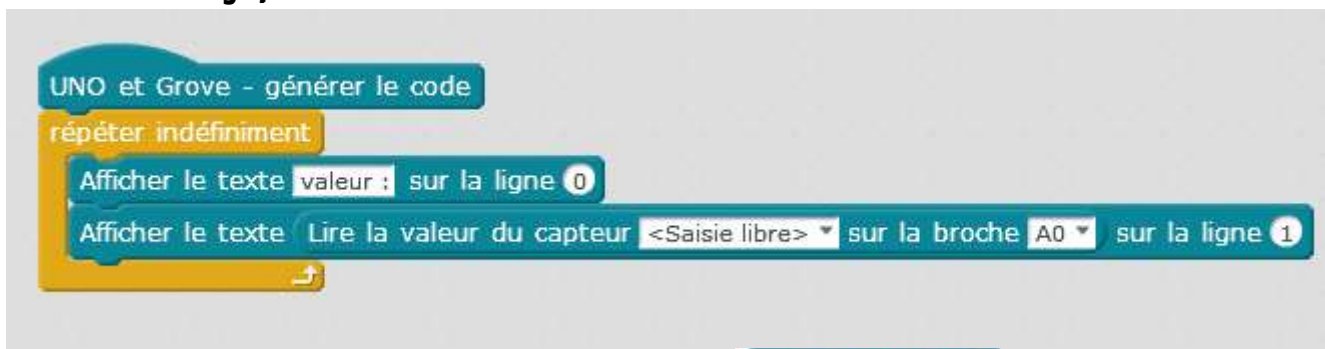 UNO et Grove - générer le code
répéter indéfiniment
Afficher le texte valeur : sur la ligne 0
Afficher le texte Lire la valeur du capteur <Saisie libre> sur la broche A0 sur la ligne 1